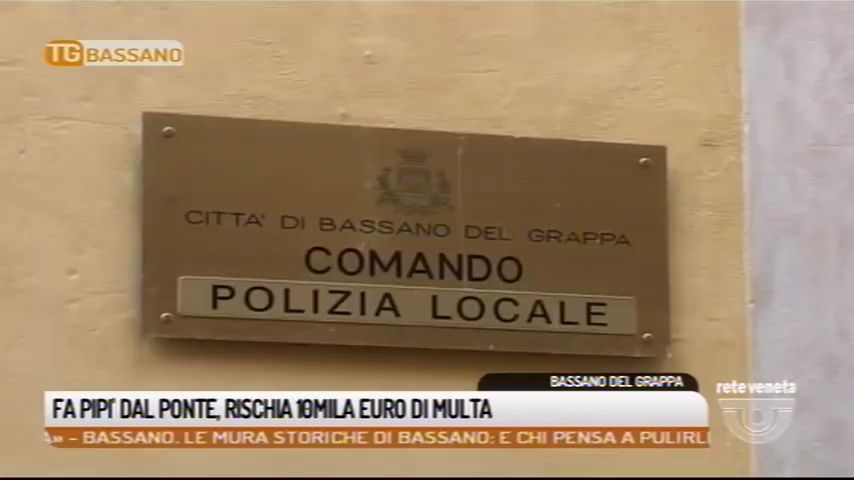 TG BASSANO
CITTA' DI BASSANO DEL GRAPPA
COMANDO
POLIZIA LOCALE
BASSANO DEL GRAPPA
rete veneta
FA PIPI' DAL PONTE, RISCHIA 10MILA EURO DI MULTA
» - BASSANO. LE MURA STORICHE DI BASSANO: E CHI PENSA A PULIRL